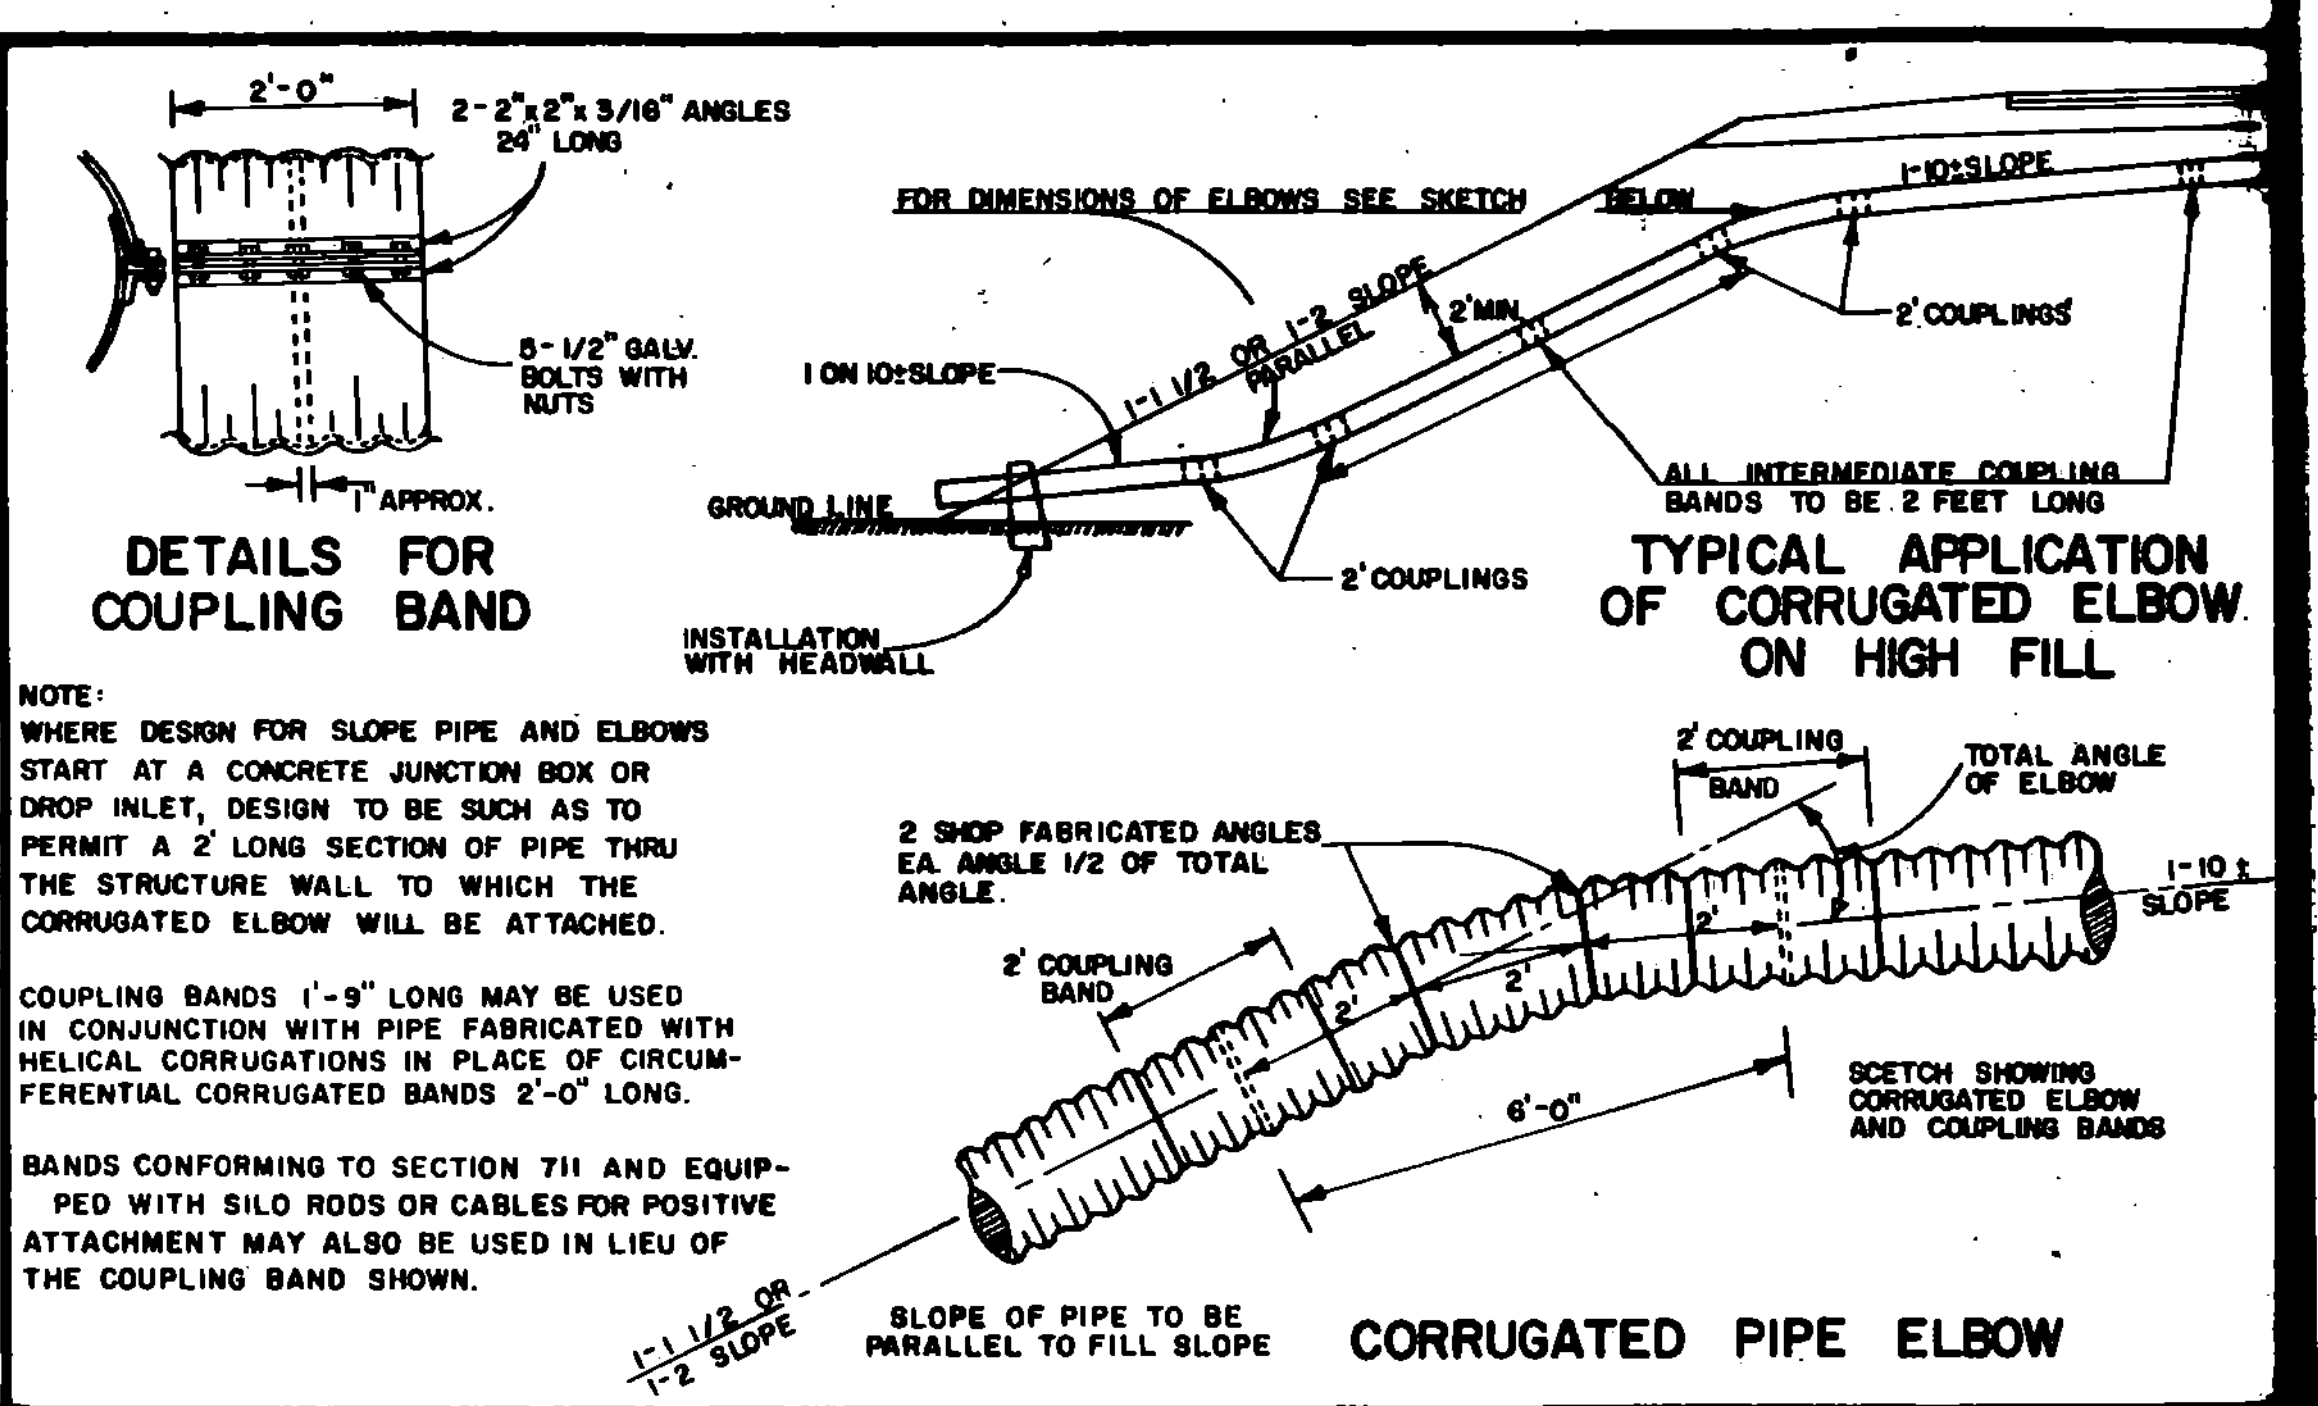 2'-0"
2-2"x2"x3/16" ANGLES
24" LONG
5-1/2" GALV.
BOLTS WITH
NUTS
1" APPROX.
DETAILS FOR
COUPLING BAND
FOR DIMENSIONS OF ELBOWS SEE SKETCH BELOW
1-10±SLOPE
1-1 1/2 OR 1-2 SLOPE
PARALLEL
2' MIN.
2' COUPLINGS
1 ON 10±SLOPE
GROUND LINE
ALL INTERMEDIATE COUPLING
BANDS TO BE 2 FEET LONG
2' COUPLINGS
INSTALLATION
WITH HEADWALL
TYPICAL APPLICATION
OF CORRUGATED ELBOW
ON HIGH FILL
NOTE:
WHERE DESIGN FOR SLOPE PIPE AND ELBOWS
START AT A CONCRETE JUNCTION BOX OR
DROP INLET, DESIGN TO BE SUCH AS TO
PERMIT A 2' LONG SECTION OF PIPE THRU
THE STRUCTURE WALL TO WHICH THE
CORRUGATED ELBOW WILL BE ATTACHED.
COUPLING BANDS 1'-9" LONG MAY BE USED
IN CONJUNCTION WITH PIPE FABRICATED WITH
HELICAL CORRUGATIONS IN PLACE OF CIRCUM-
FERENTIAL CORRUGATED BANDS 2'-0" LONG.
BANDS CONFORMING TO SECTION 711 AND EQUIP-
PED WITH SILO RODS OR CABLES FOR POSITIVE
ATTACHMENT MAY ALSO BE USED IN LIEU OF
THE COUPLING BAND SHOWN.
2' COUPLING
BAND
TOTAL ANGLE
OF ELBOW
2 SHOP FABRICATED ANGLES
EA. ANGLE 1/2 OF TOTAL
ANGLE.
1-10 ±
SLOPE
2' COUPLING
BAND
2'
2'
2'
6'-0"
SCETCH SHOWING
CORRUGATED ELBOW
AND COUPLING BANDS
1-1 1/2 OR
1-2 SLOPE
SLOPE OF PIPE TO BE
PARALLEL TO FILL SLOPE
CORRUGATED PIPE ELBOW